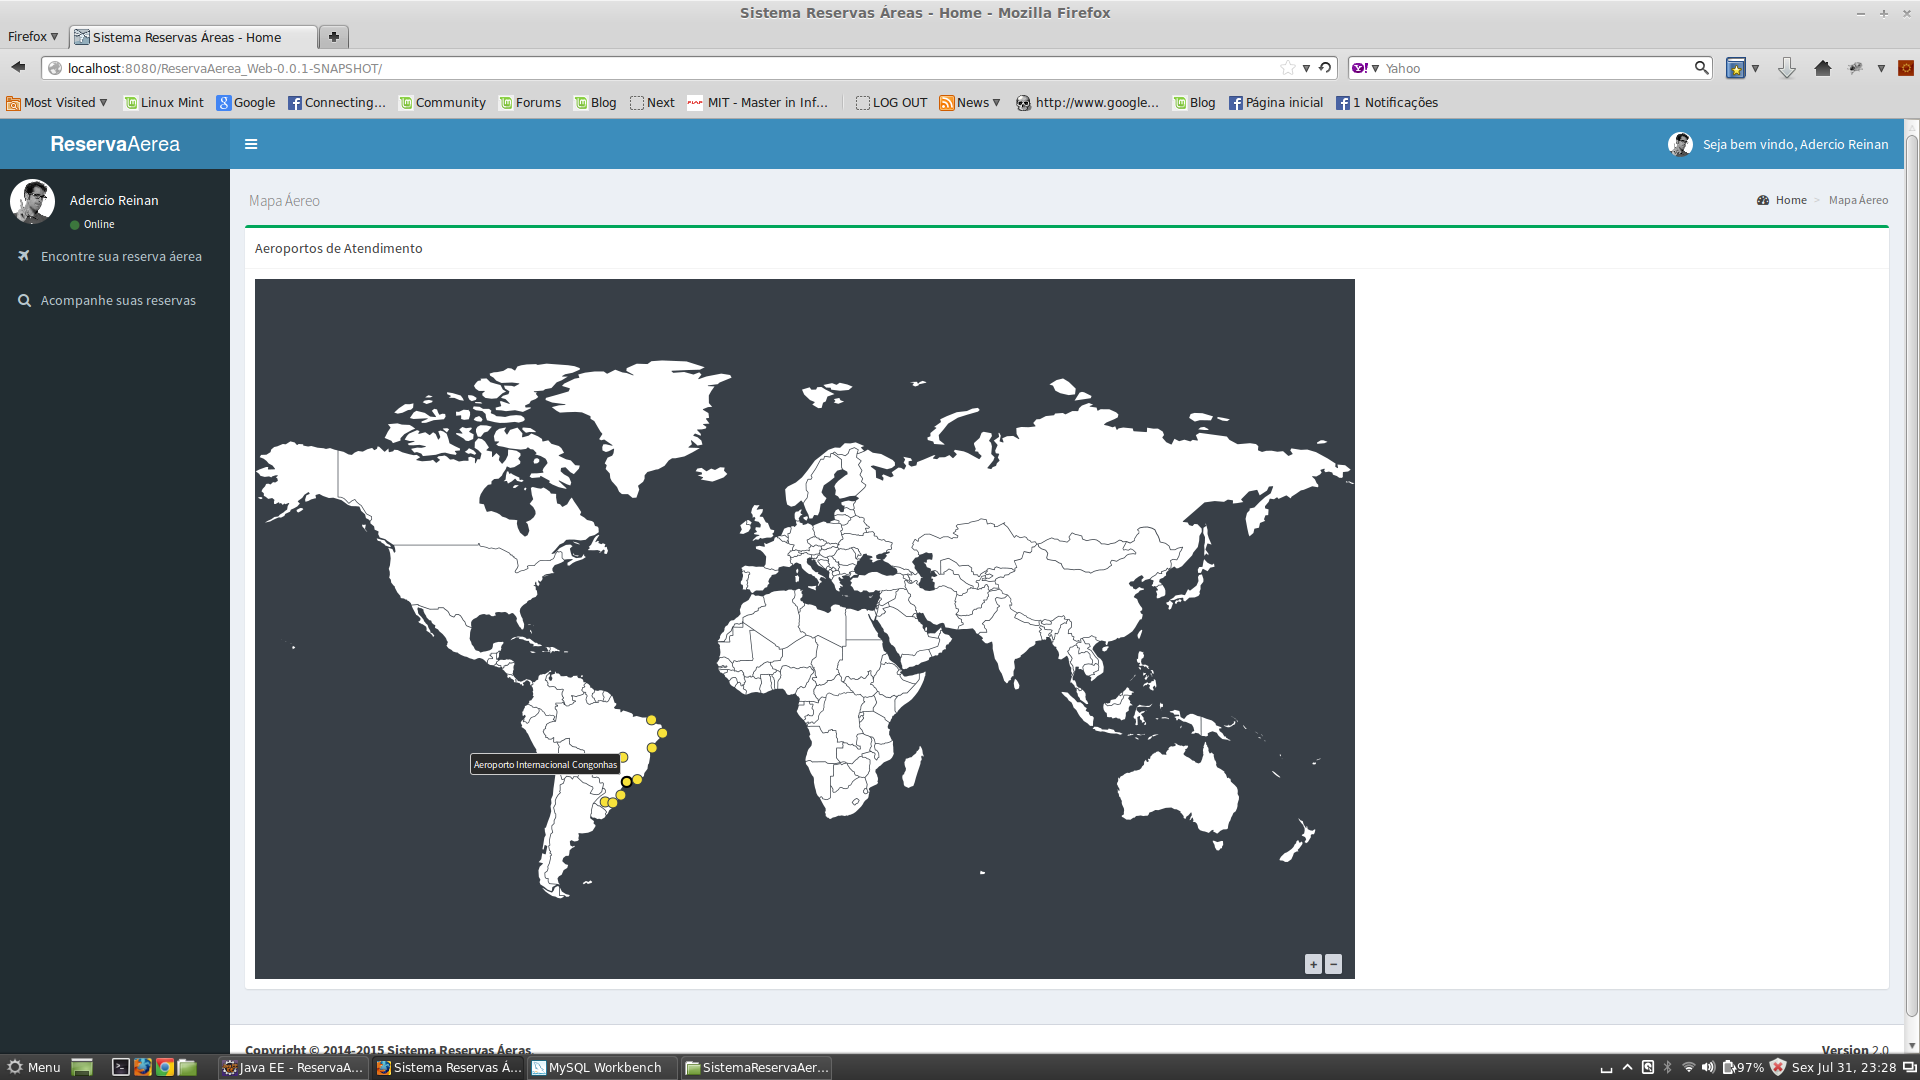 Sistema Reservas Áreas - Home - Mozilla Firefox
Firefox
Sistema Reservas Áreas - Home
localhost:8080/ReservaAerea_Web-0.0.1-SNAPSHOT/
Yahoo
Most Visited
Linux Mint
Google
Connecting...
Community
Forums
Blog
Next
MIT - Master in Inf...
LOG OUT
News
http://www.google...
Blog
Página inicial
1 Notificações
ReservaAerea
Seja bem vindo, Adercio Reinan
Adercio Reinan
Online
Encontre sua reserva áerea
Acompanhe suas reservas
Mapa Áereo
Home > Mapa Áereo
Aeroportos de Atendimento
Aeroporto Internacional Congonhas
+
−
Copyright © 2014-2015 Sistema Reservas Áeras.
Version 2.0
Menu
Java EE - ReservaA...
Sistema Reservas Á...
MySQL Workbench
SistemaReservaAer...
97%
Sex Jul 31, 23:28